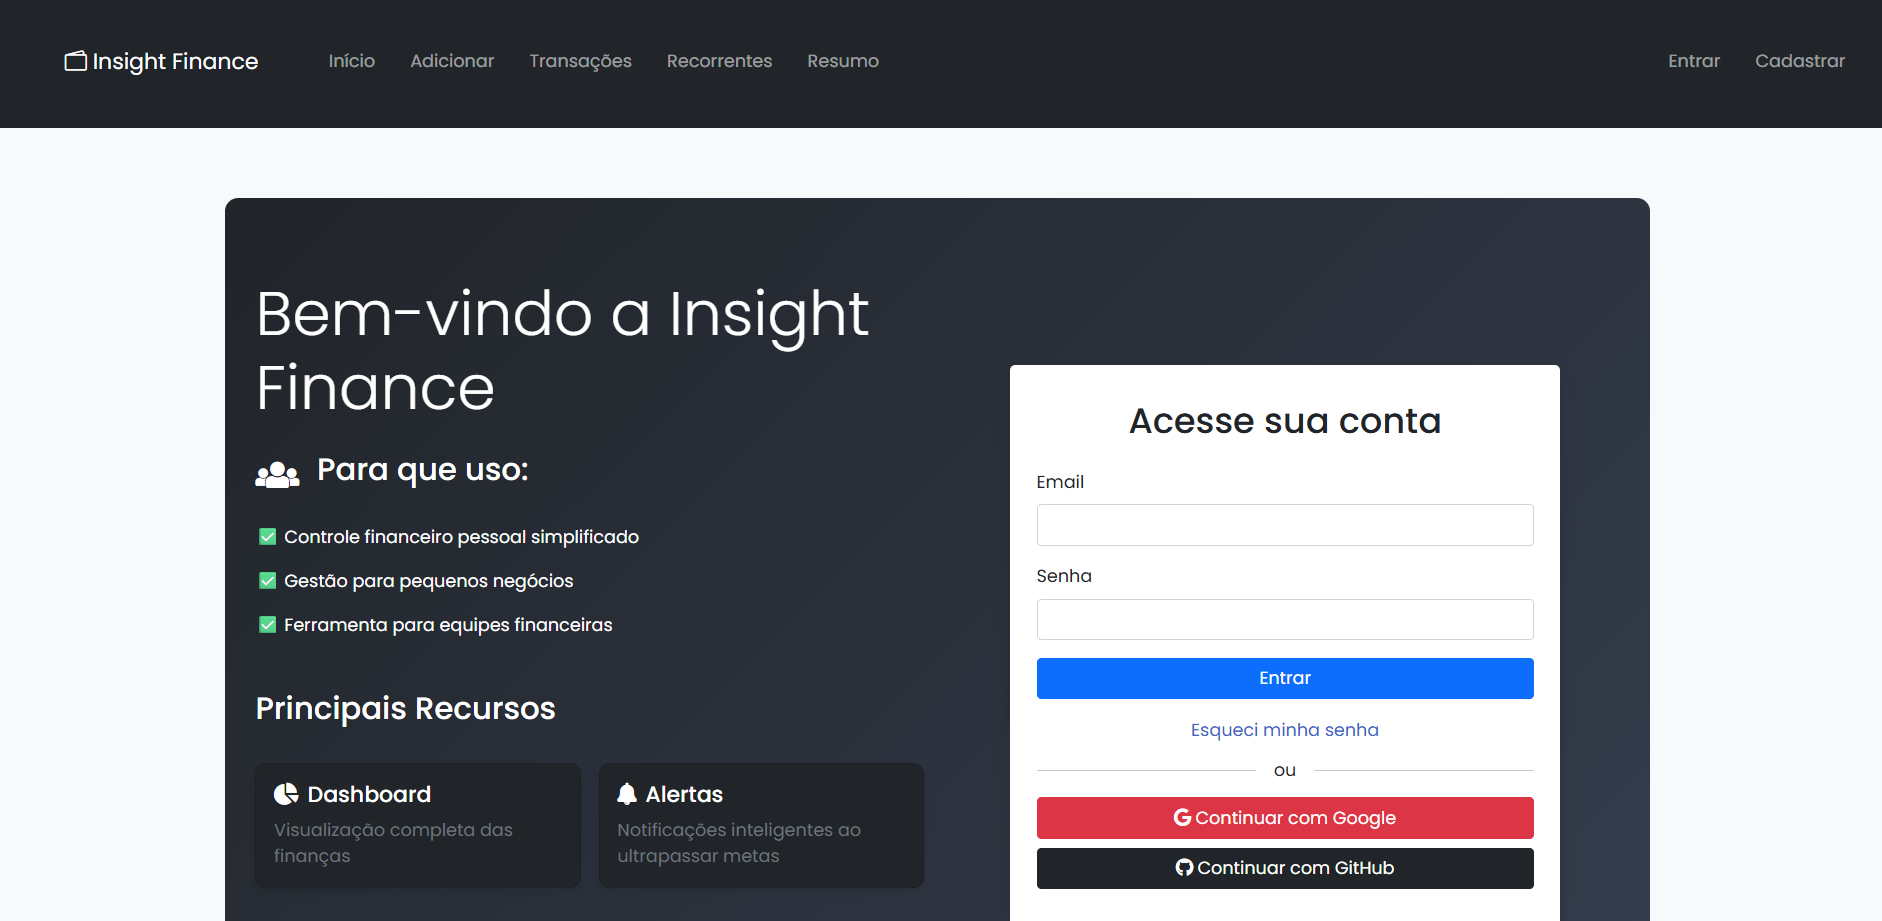 Insight Finance
Início
Adicionar
Transações
Recorrentes
Resumo
Entrar
Cadastrar
Bem-vindo a Insight
Finance
Para que uso:
Controle financeiro pessoal simplificado
Gestão para pequenos negócios
Ferramenta para equipes financeiras
Principais Recursos
Dashboard
Visualização completa das
finanças
Alertas
Notificações inteligentes ao
ultrapassar metas
Acesse sua conta
Email
Senha
Entrar
Esqueci minha senha
ou
Continuar com Google
Continuar com GitHub